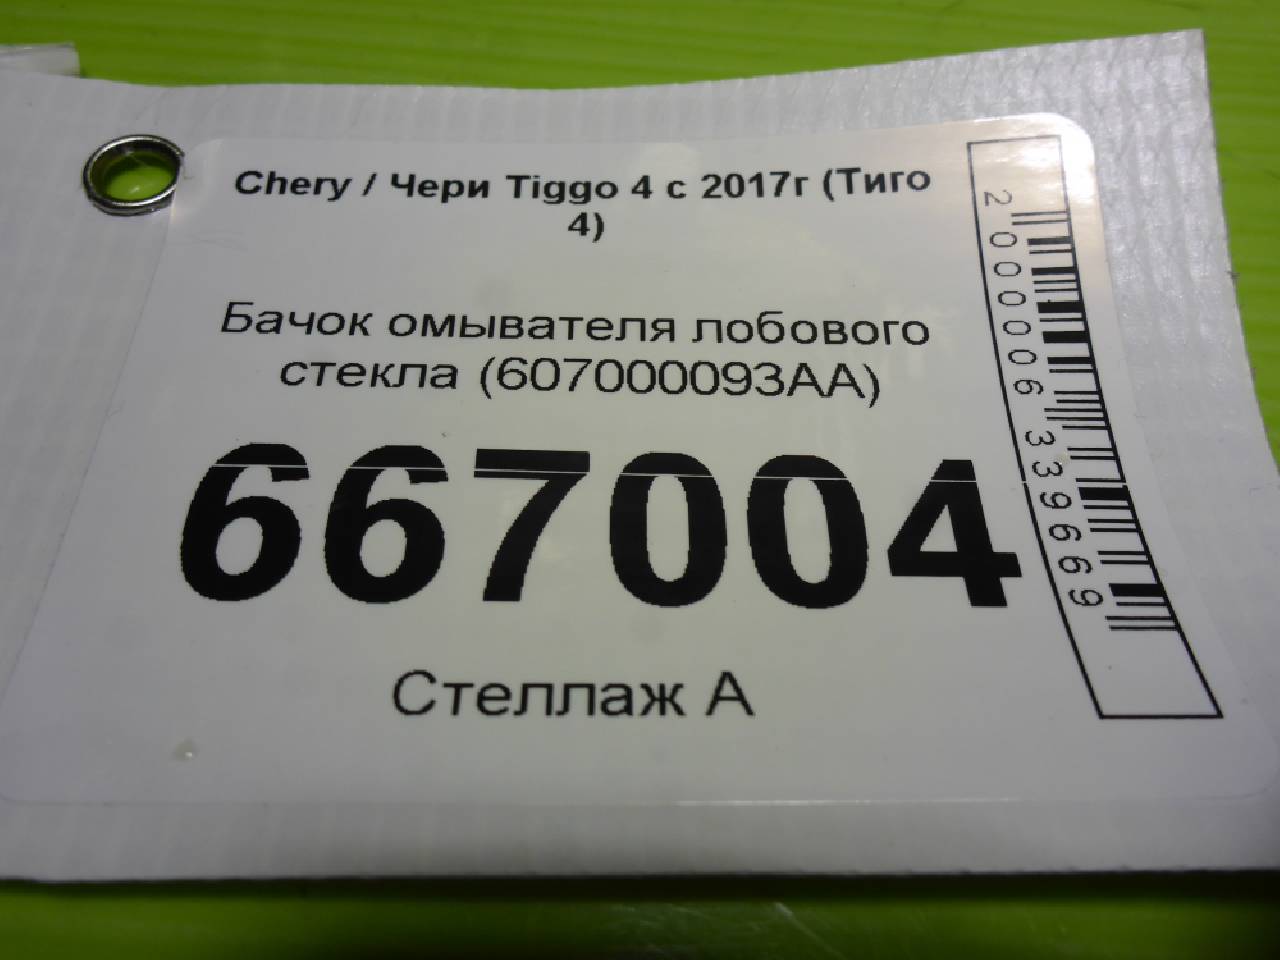 Chery / Чери Tiggo 4 с 2017г (Тиго
4)
Бачок омывателя лобового
стекла (607000093AA)
667004
Стеллаж А
2000006339669